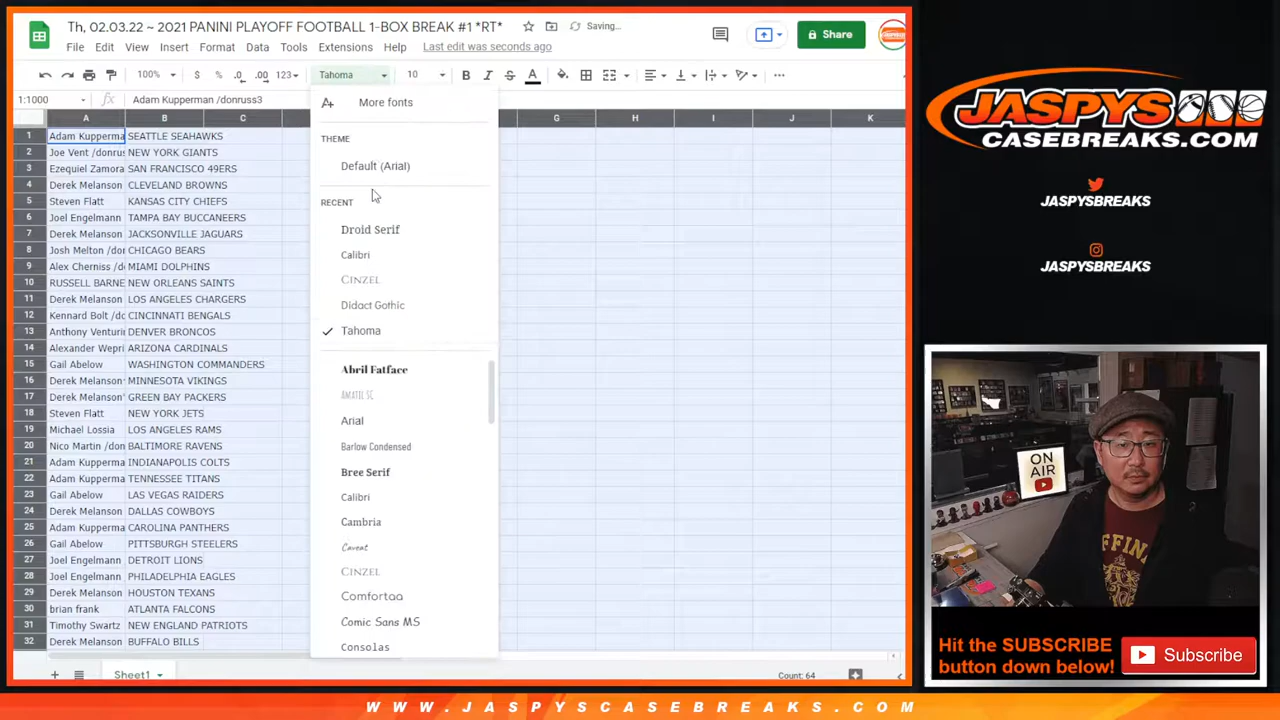 Th, 02.03.22 ~ 2021 PANINI PLAYOFF FOOTBALL 1-BOX BREAK #1 *RT*
Saving...
Share
File Edit View Insert Format Data Tools Extensions Help Last edit was seconds ago
100% $ % .0 .00 123 Tahoma 10 B I S A
1:1000 fx Adam Kupperman /donruss3
A B C G H I J K
1 Adam Kupperma SEATTLE SEAHAWKS
2 Joe Vent /donrus NEW YORK GIANTS
3 Ezequiel Zamora SAN FRANCISCO 49ERS
4 Derek Melanson CLEVELAND BROWNS
5 Steven Flatt KANSAS CITY CHIEFS
6 Joel Engelmann TAMPA BAY BUCCANEERS
7 Derek Melanson JACKSONVILLE JAGUARS
8 Josh Melton /don CHICAGO BEARS
9 Alex Cherniss /do MIAMI DOLPHINS
10 RUSSELL BARNE NEW ORLEANS SAINTS
11 Derek Melanson LOS ANGELES CHARGERS
12 Kennard Bolt /do CINCINNATI BENGALS
13 Anthony Venturin DENVER BRONCOS
14 Alexander Wepri ARIZONA CARDINALS
15 Gail Abelow WASHINGTON COMMANDERS
16 Derek Melanson MINNESOTA VIKINGS
17 Derek Melanson GREEN BAY PACKERS
18 Steven Flatt NEW YORK JETS
19 Michael Lossia LOS ANGELES RAMS
20 Nico Martin /don BALTIMORE RAVENS
21 Adam Kupperma INDIANAPOLIS COLTS
22 Adam Kupperma TENNESSEE TITANS
23 Gail Abelow LAS VEGAS RAIDERS
24 Derek Melanson DALLAS COWBOYS
25 Adam Kupperma CAROLINA PANTHERS
26 Gail Abelow PITTSBURGH STEELERS
27 Joel Engelmann DETROIT LIONS
28 Joel Engelmann PHILADELPHIA EAGLES
29 Derek Melanson HOUSTON TEXANS
30 brian frank ATLANTA FALCONS
31 Timothy Swartz NEW ENGLAND PATRIOTS
32 Derek Melanson BUFFALO BILLS
More fonts
THEME
Default (Arial)
RECENT
Droid Serif
Calibri
CINZEL
Didact Gothic
Tahoma
Abril Fatface
AMATIC SC
Arial
Barlow Condensed
Bree Serif
Calibri
Cambria
Caveat
CINZEL
Comfortaa
Comic Sans MS
Consolas
Sheet1
Count: 64
JASPYS
CASEBREAKS.COM
JASPYSBREAKS
JASPYSBREAKS
ON
AIR
Hit the SUBSCRIBE
button down below!
Subscribe
WWW.JASPYSCASEBREAKS.COM